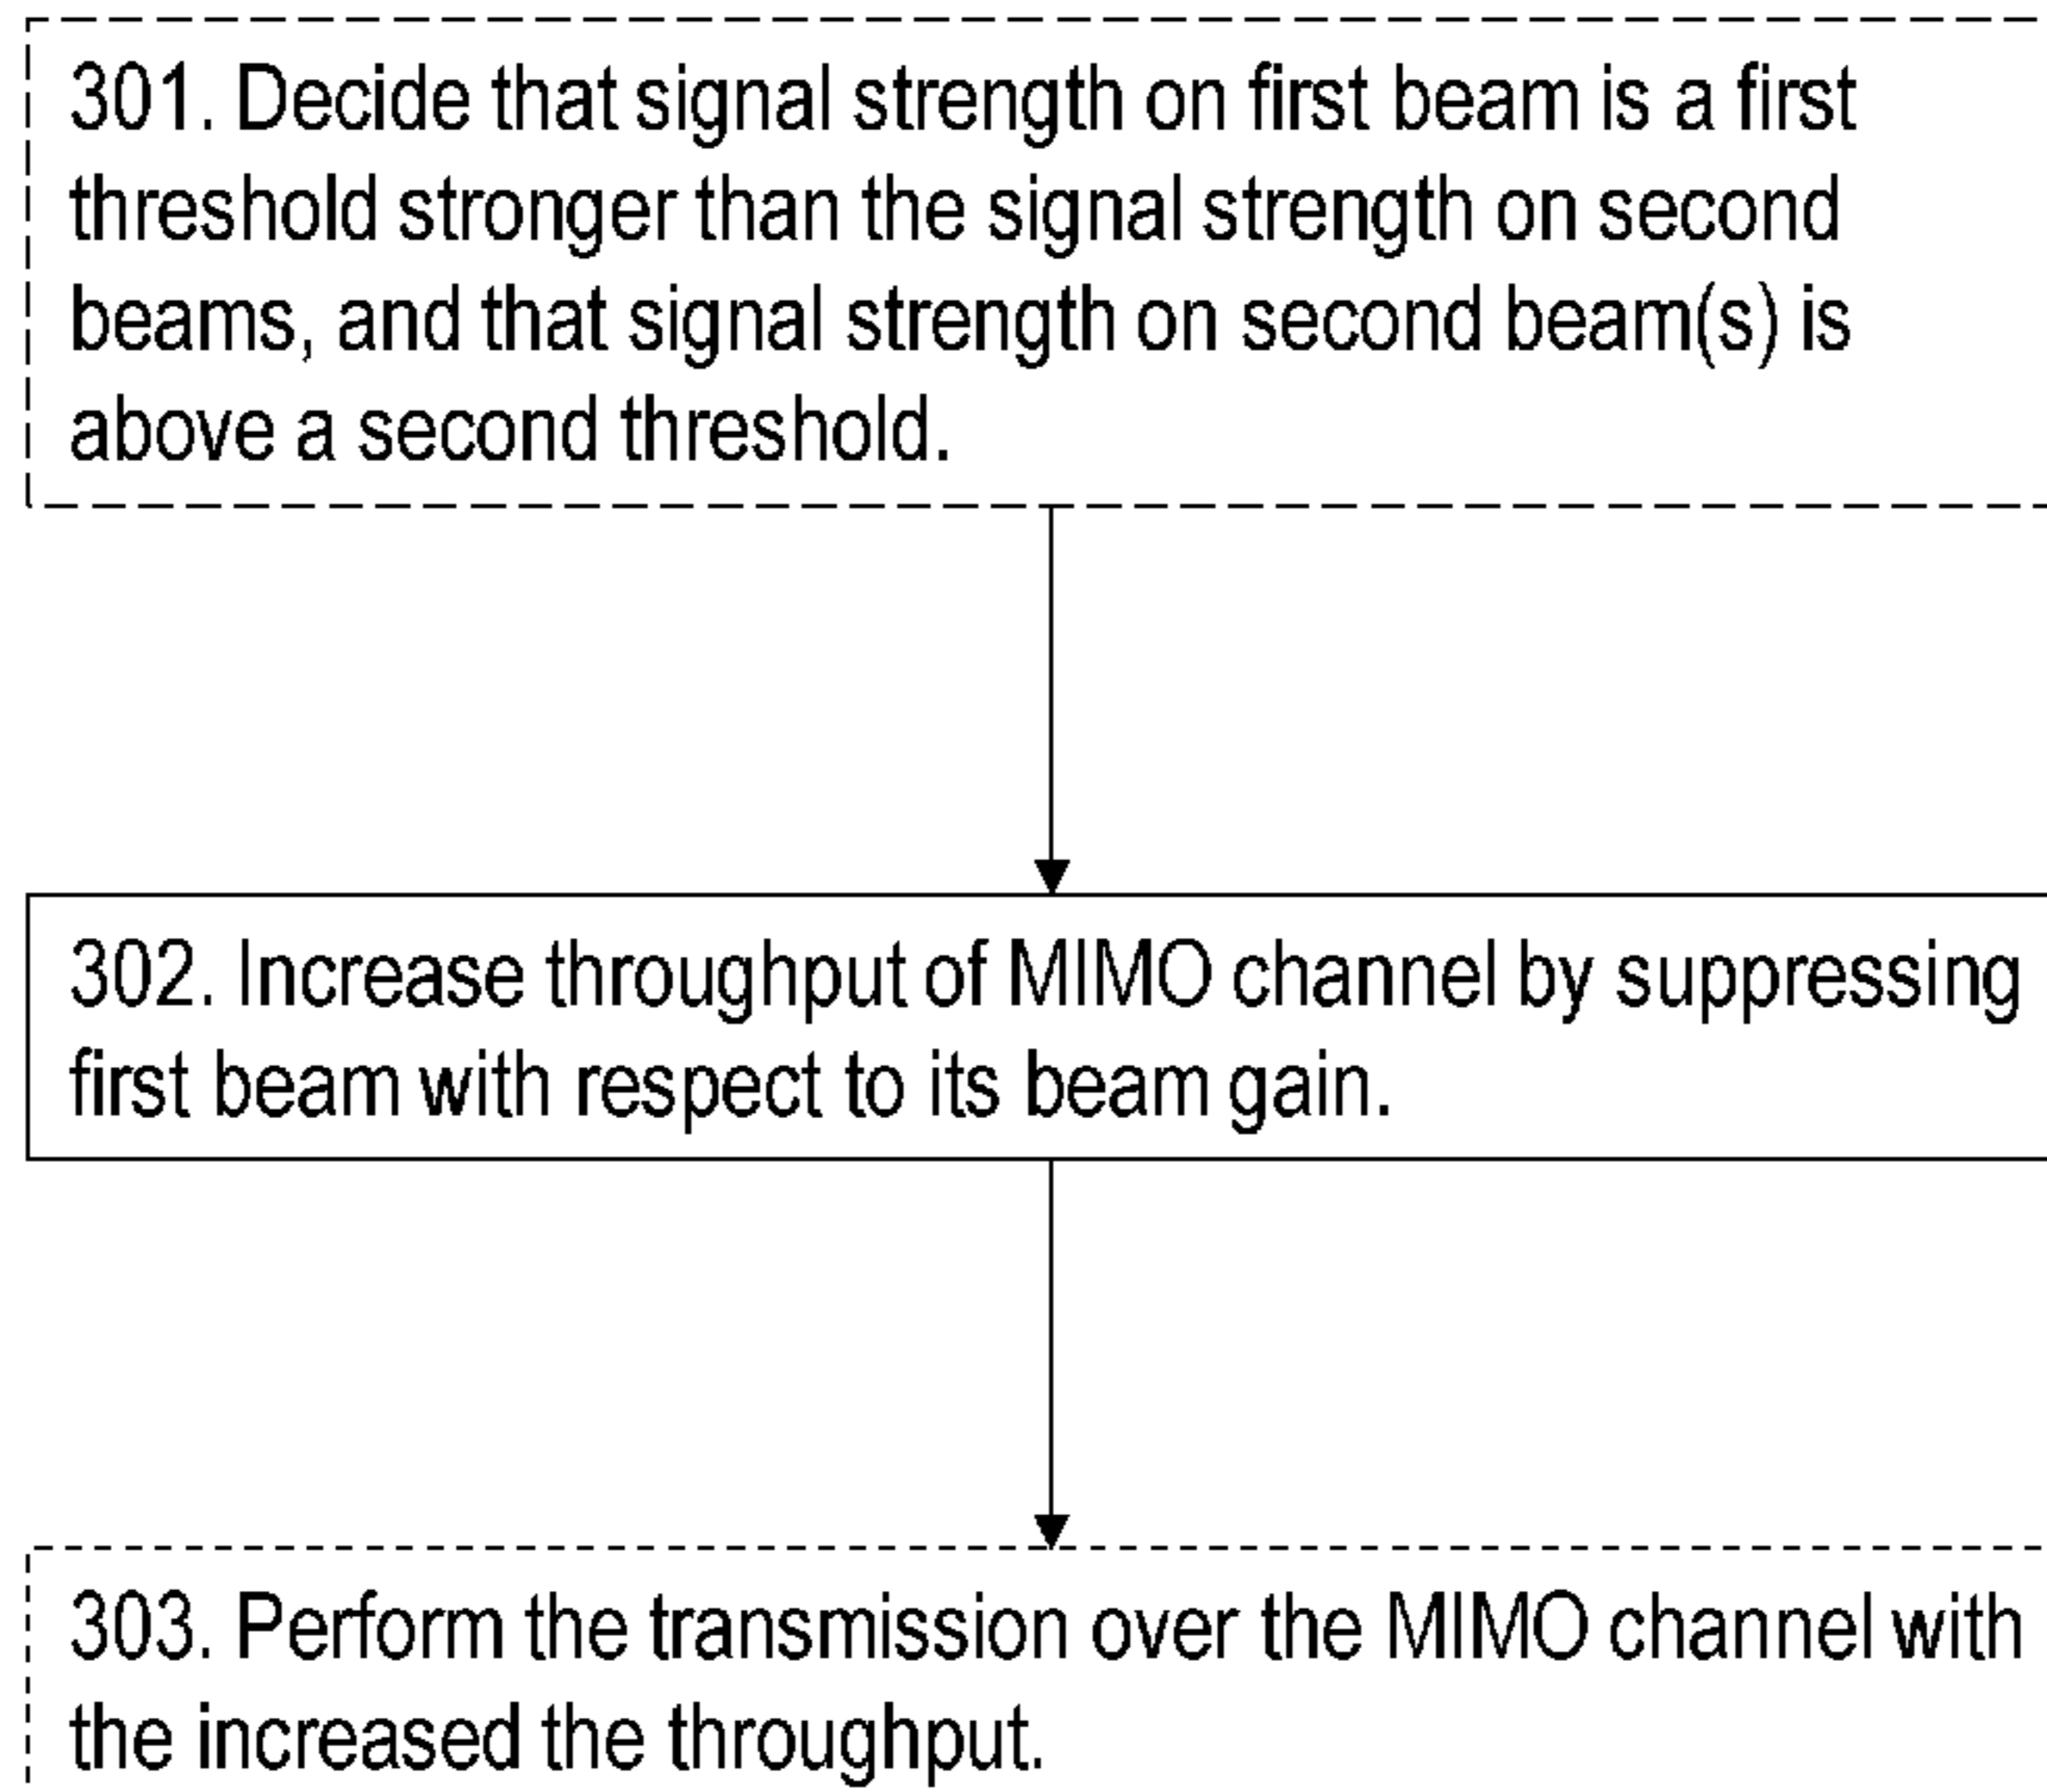 301. Decide that signal strength on first beam is a first
threshold stronger than the signal strength on second
beams, and that signal strength on second beam(s) is
above a second threshold.
302. Increase throughput of MIMO channel by suppressing
first beam with respect to its beam gain.
303. Perform the transmission over the MIMO channel with
the increased the throughput.